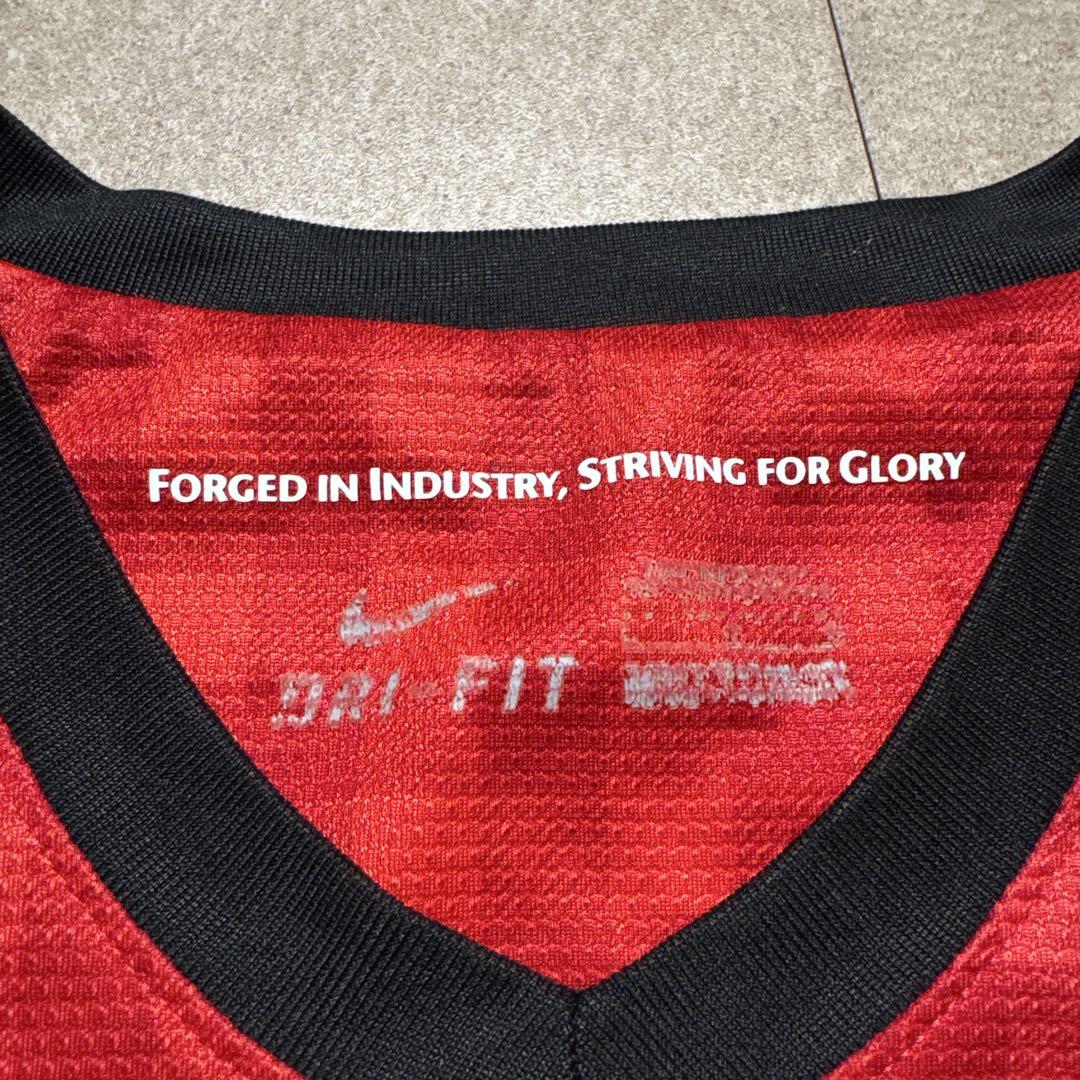 FORGED IN INDUSTRY, STRIVING FOR GLORY
DRI-FIT